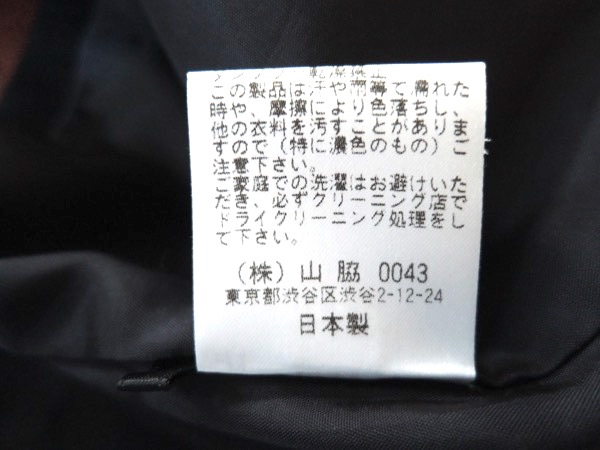 この製品は汗や雨等で濡れた
時や、摩擦により色落ちし、
他の衣料を汚すことがありま
すので（特に濃色のもの）ご
注意下さい。
ご家庭での洗濯はお避けいた
だき、必ずクリーニング店で
ドライクリーニング処理をし
て下さい。
（株）山 脇 0043
東京都渋谷区渋谷2-12-24
日本製